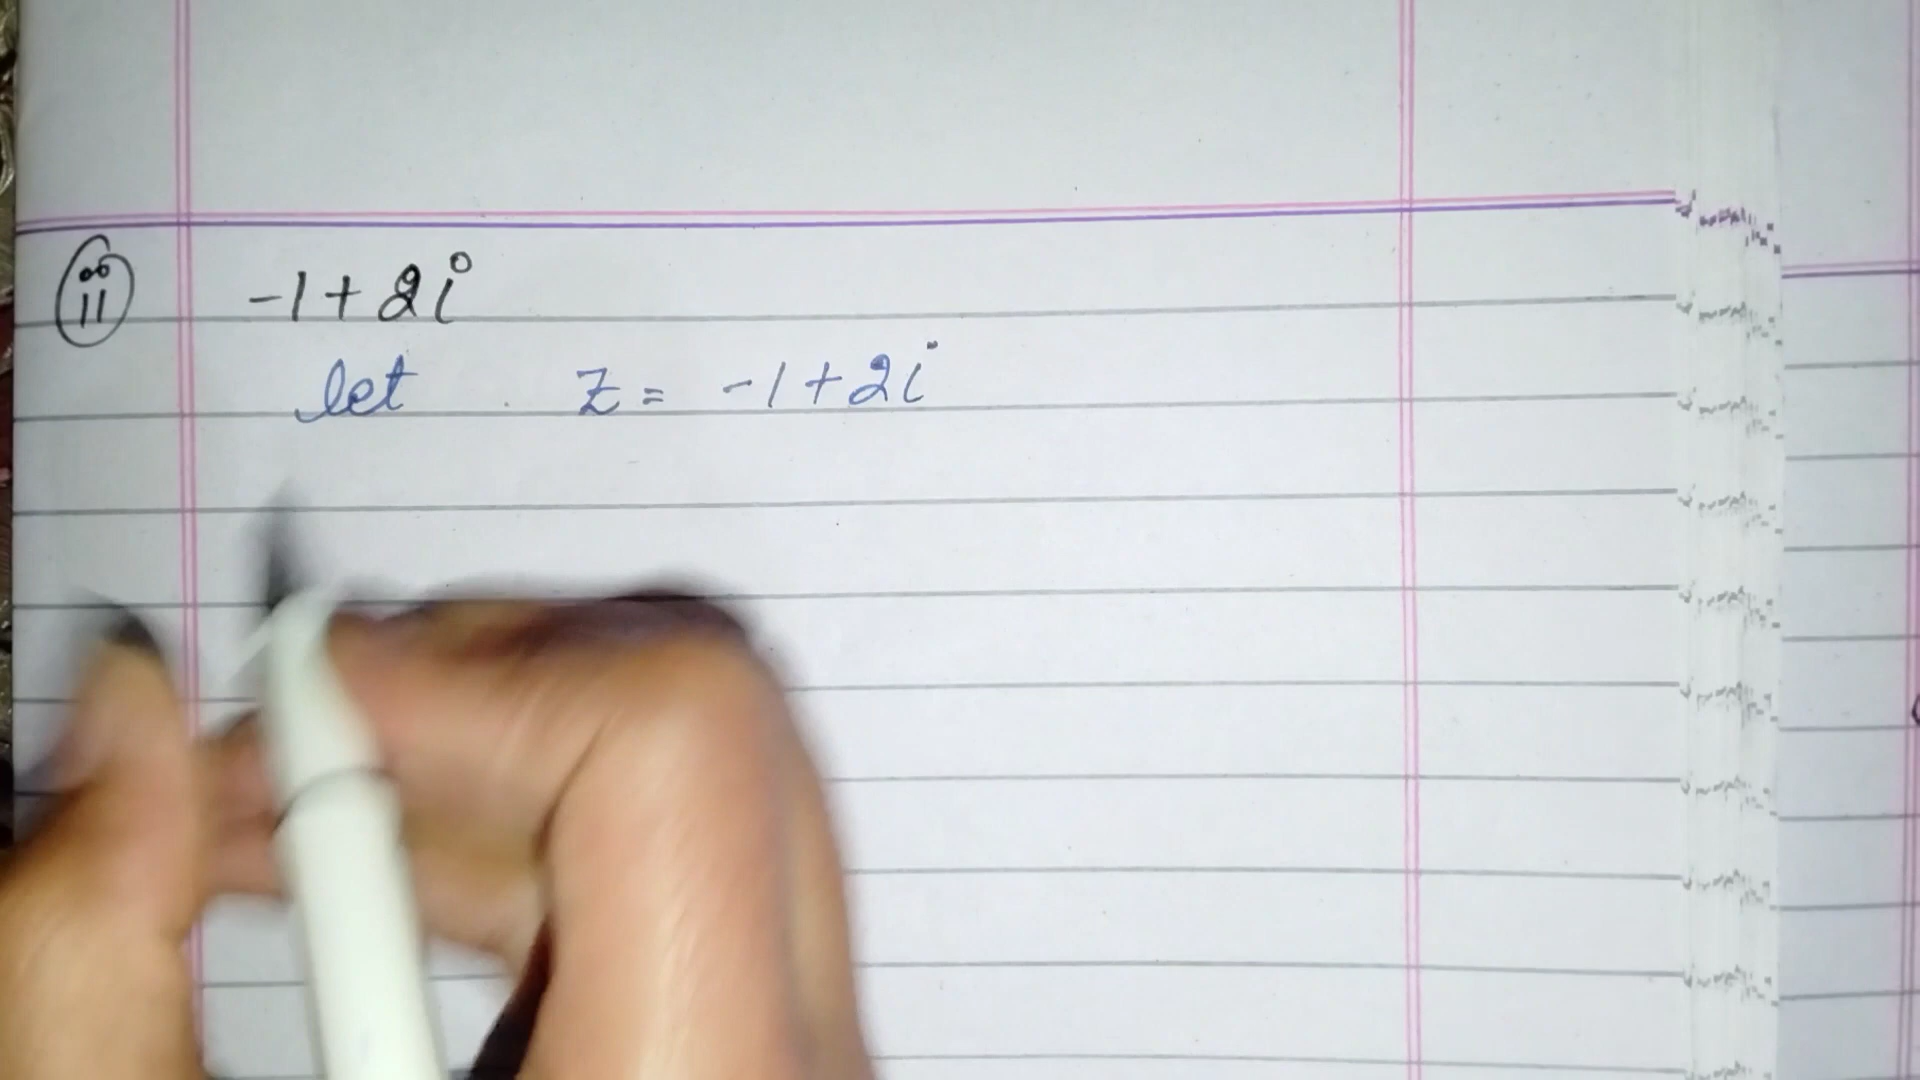 ii -1+2i
let z = -1+2i